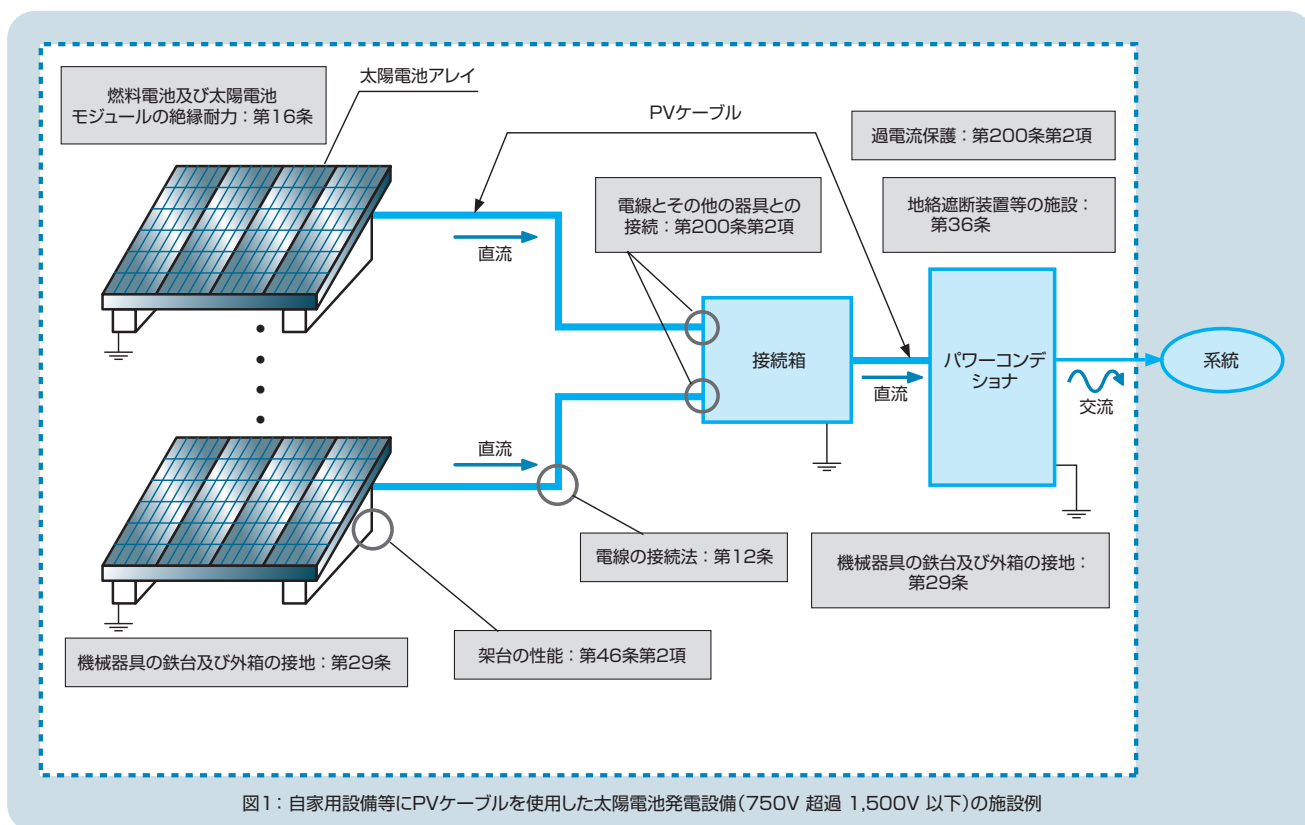 燃料電池及び太陽電池
モジュールの絶縁耐力：第16条
太陽電池アレイ
PVケーブル
過電流保護：第200条第2項
電線とその他の器具との
接続：第200条第2項
地絡遮断装置等の施設：
第36条
直流
接続箱
パワーコンデ
ショナ
系統
直流
交流
直流
電線の接続法：第12条
機械器具の鉄台及び外箱の接地：
第29条
機械器具の鉄台及び外箱の接地：第29条
架台の性能：第46条第2項
図1：自家用設備等にPVケーブルを使用した太陽電池発電設備（750V 超過 1,500V 以下）の施設例